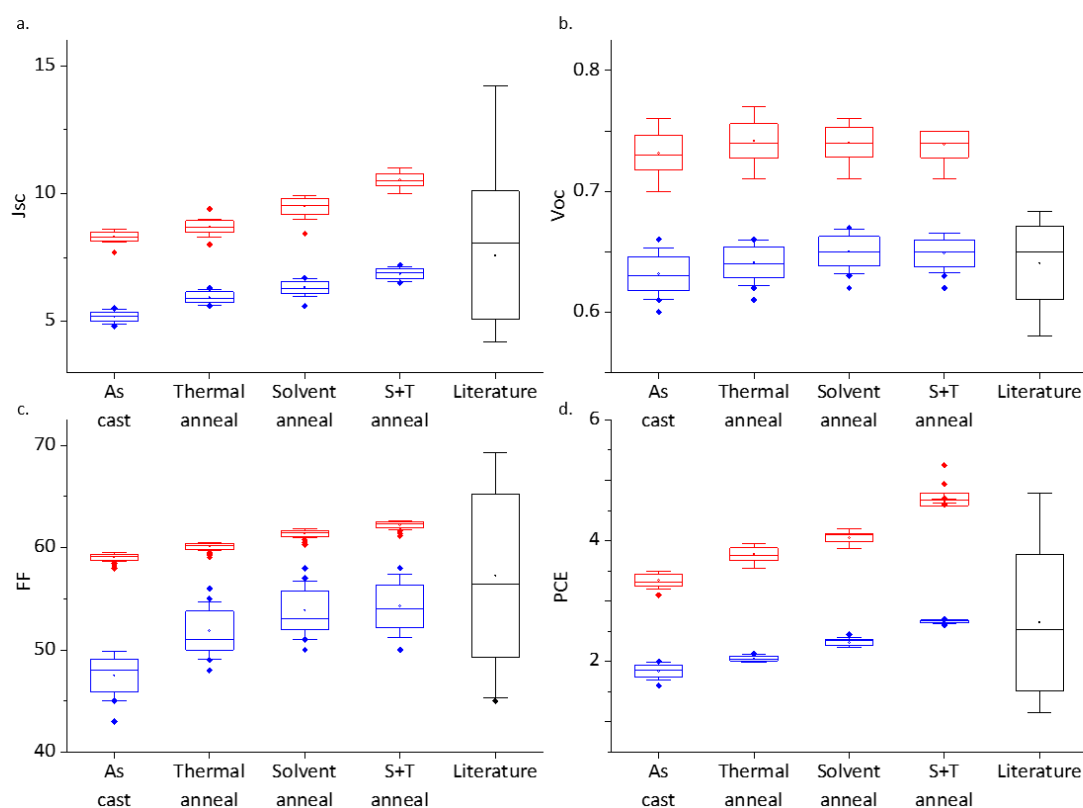 a.
15
10
5
Jsc
As Thermal Solvent S+T Literature
cast anneal anneal anneal
b.
0.8
0.7
0.6
Voc
As Thermal Solvent S+T Literature
cast anneal anneal anneal
c.
70
60
50
40
FF
As Thermal Solvent S+T Literature
cast anneal anneal anneal
d.
6
4
2
PCE
As Thermal Solvent S+T Literature
cast anneal anneal anneal